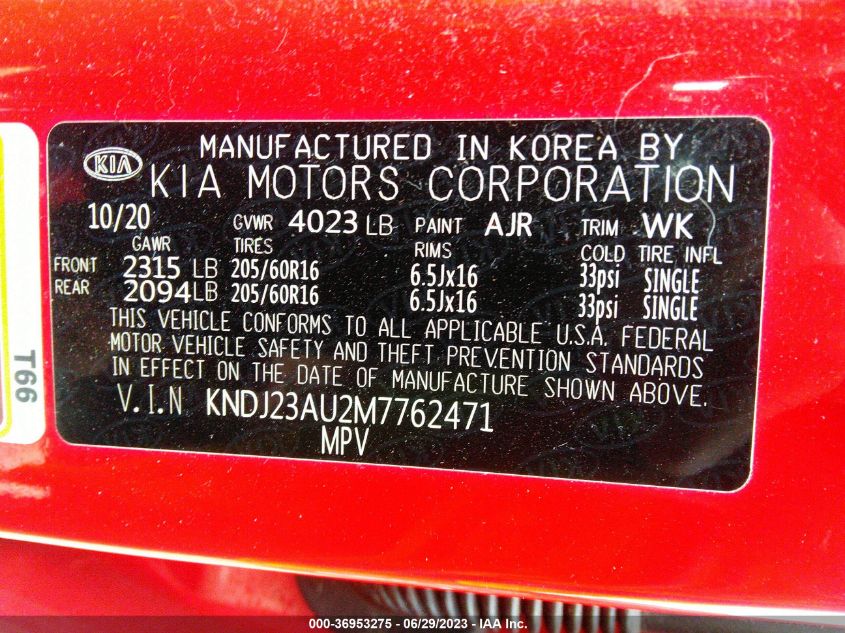 MANUFACTURED IN KOREA BY
KIA KIA MOTORS CORPORATION
10/20 GVWR 4023 LB PAINT AJR TRIM WK
GAWR TIRES RIMS COLD TIRE INFL
FRONT 2315 LB 205/60R16 6.5Jx16 33psi SINGLE
REAR 2094 LB 205/60R16 6.5Jx16 33psi SINGLE
THIS VEHICLE CONFORMS TO ALL APPLICABLE U.S.A. FEDERAL
MOTOR VEHICLE SAFETY AND THEFT PREVENTION STANDARDS
IN EFFECT ON THE DATE OF MANUFACTURE SHOWN ABOVE.
V.I.N KNDJ23AU2M7762471
MPV
T66
000-36953275 - 06/29/2023 - IAA Inc.